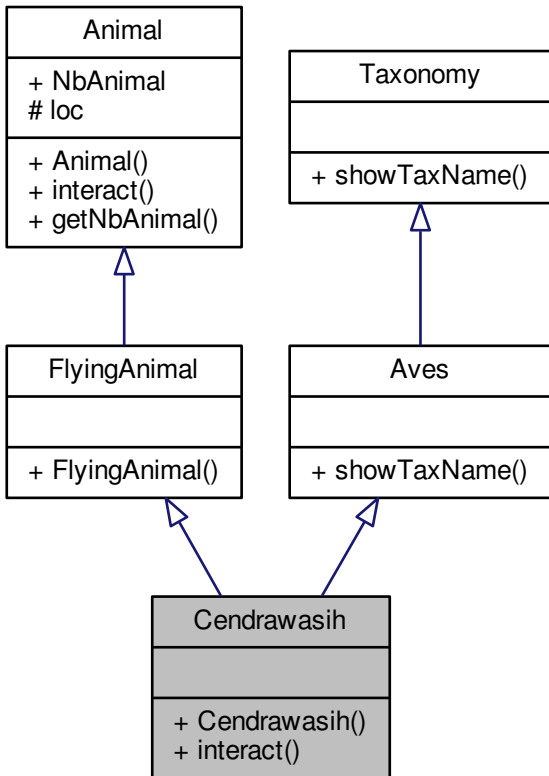 Animal
+ NbAnimal
# loc
+ Animal()
+ interact()
+ getNbAnimal()
Taxonomy
+ showTaxName()
FlyingAnimal
+ FlyingAnimal()
Aves
+ showTaxName()
Cendrawasih
+ Cendrawasih()
+ interact()